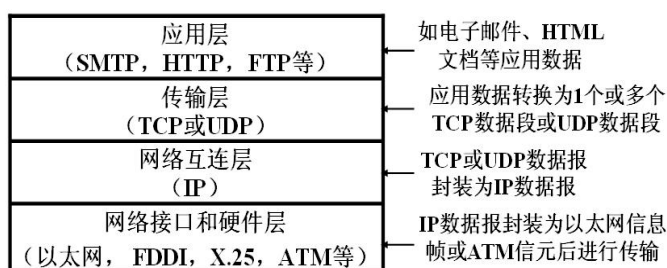 应用层
（SMTP，HTTP，FTP等）
如电子邮件、HTML
文档等应用数据
传输层
（TCP或UDP）
应用数据转换为1个或多个
TCP数据段或UDP数据段
网络互连层
（IP）
TCP或UDP数据报
封装为IP数据报
网络接口和硬件层
（以太网， FDDI，X.25，ATM等）
IP数据报封装为以太网信息
帧或ATM信元后进行传输